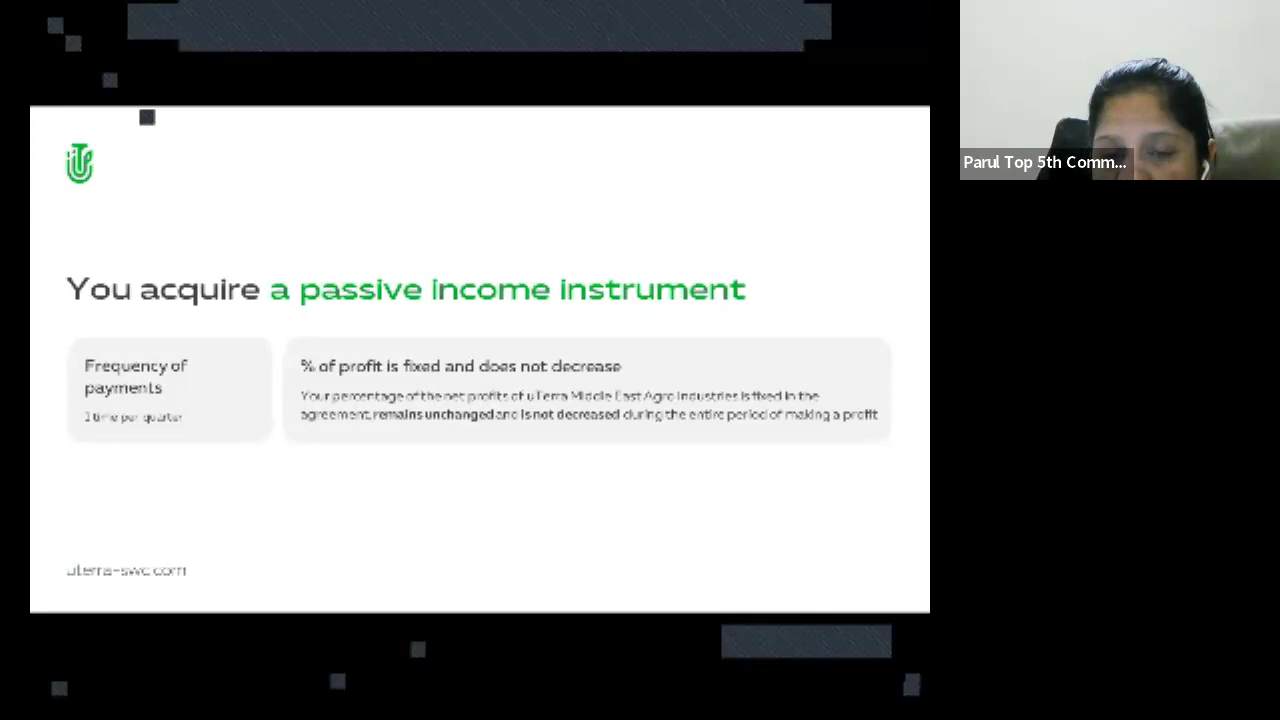 You acquire a passive income instrument
Frequency of
payments
1 time per quarter
% of profit is fixed and does not decrease
Your percentage of the net profits of uTerra Middle East Agro Industries is fixed in the
agreement, remains unchanged and is not decreased during the entire period of making a profit
uterra-swc.com
Parul Top 5th Comm...